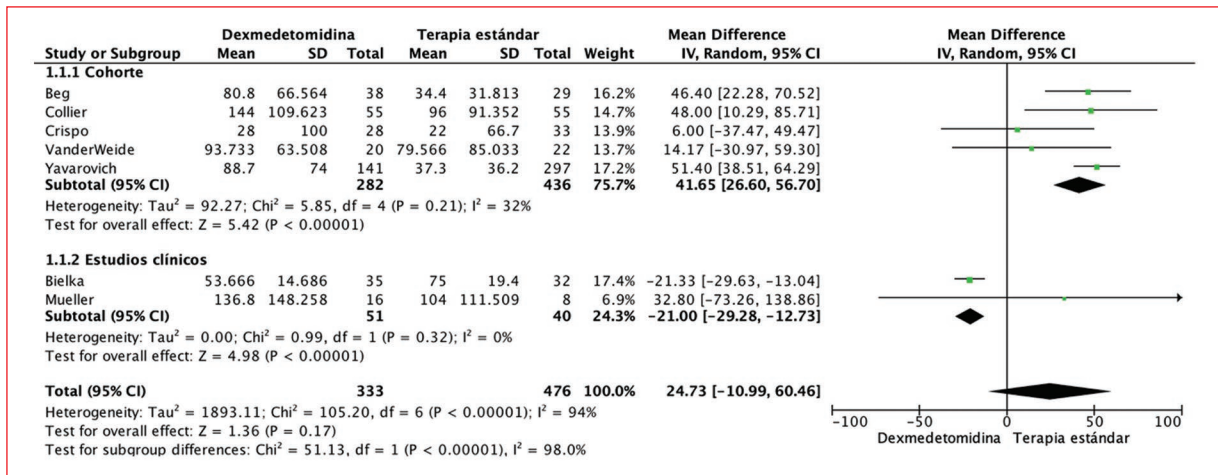 Dexmedetomidina Terapia estándar Mean Difference Mean Difference
Study or Subgroup Mean SD Total Mean SD Total Weight IV, Random, 95% CI IV, Random, 95% CI
1.1.1 Cohorte
Beg 80.8 66.564 38 34.4 31.813 29 16.2% 46.40 [22.28, 70.52]
Collier 144 109.623 55 96 91.352 55 14.7% 48.00 [10.29, 85.71]
Crispo 28 100 28 22 66.7 33 13.9% 6.00 [-37.47, 49.47]
VanderWeide 93.733 63.508 20 79.566 85.033 22 13.7% 14.17 [-30.97, 59.30]
Yavarovich 88.7 74 141 37.3 36.2 297 17.2% 51.40 [38.51, 64.29]
Subtotal (95% CI) 282 436 75.7% 41.65 [26.60, 56.70]
Heterogeneity: Tau² = 92.27; Chi² = 5.85, df = 4 (P = 0.21); I² = 32%
Test for overall effect: Z = 5.42 (P < 0.00001)
1.1.2 Estudios clínicos
Bielka 53.666 14.686 35 75 19.4 32 17.4% -21.33 [-29.63, -13.04]
Mueller 136.8 148.258 16 104 111.509 8 6.9% 32.80 [-73.26, 138.86]
Subtotal (95% CI) 51 40 24.3% -21.00 [-29.28, -12.73]
Heterogeneity: Tau² = 0.00; Chi² = 0.99, df = 1 (P = 0.32); I² = 0%
Test for overall effect: Z = 4.98 (P < 0.00001)
Total (95% CI) 333 476 100.0% 24.73 [-10.99, 60.46]
Heterogeneity: Tau² = 1893.11; Chi² = 105.20, df = 6 (P < 0.00001); I² = 94%
Test for overall effect: Z = 1.36 (P = 0.17)
Test for subgroup differences: Chi² = 51.13, df = 1 (P < 0.00001), I² = 98.0%
-100 -50 0 50 100
Dexmedetomidina Terapia estándar